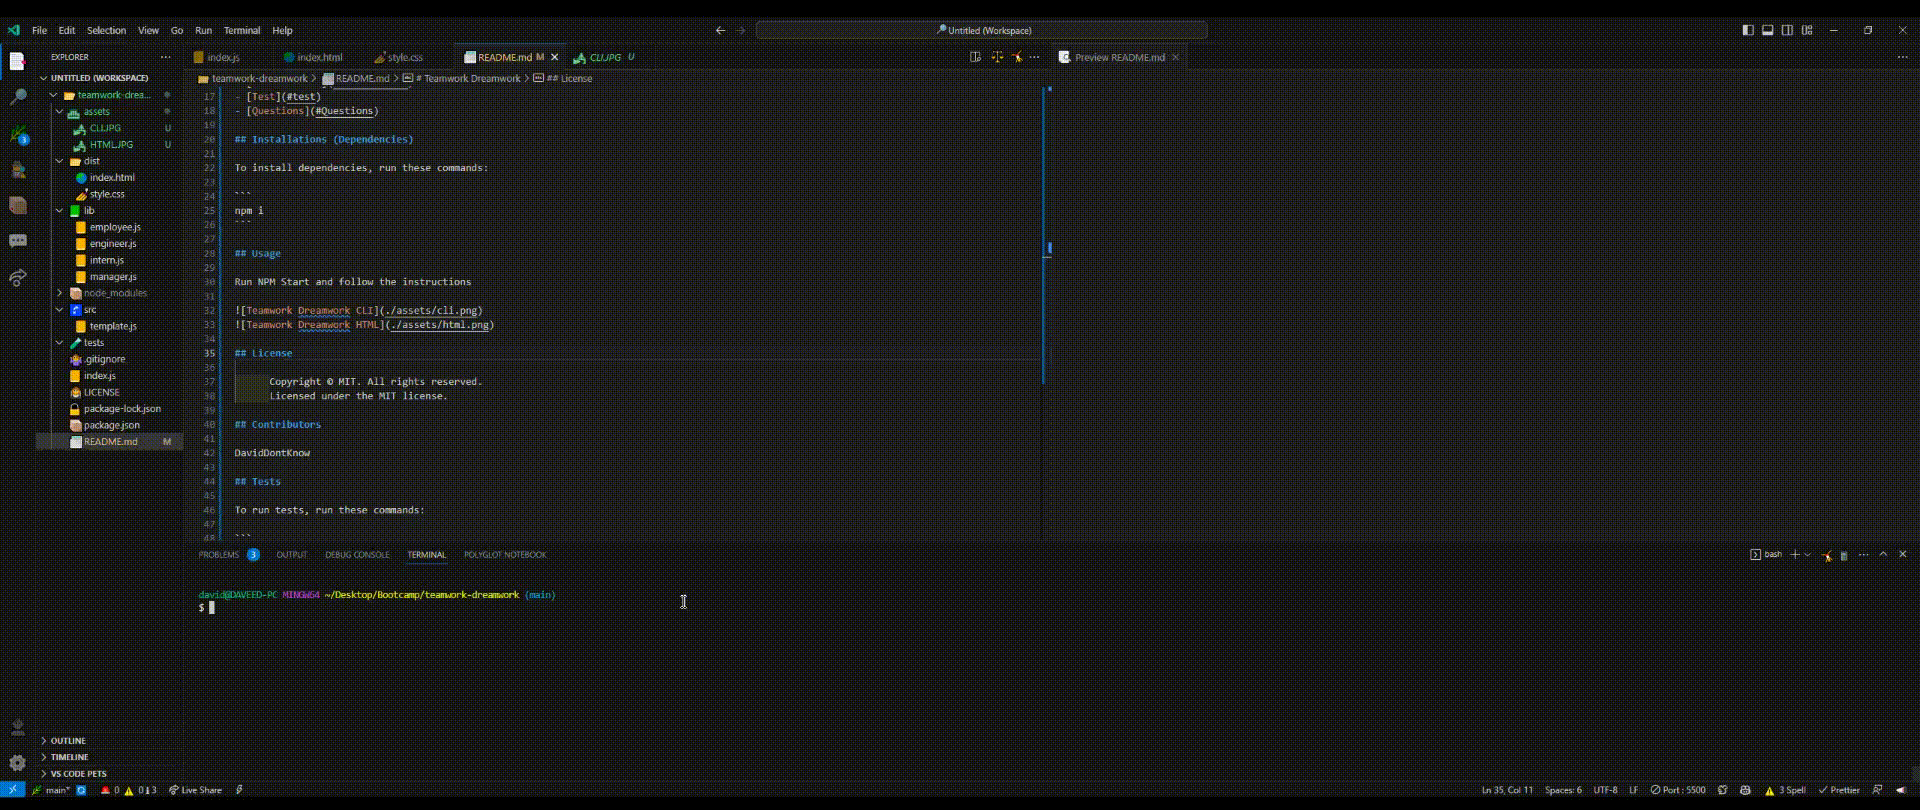 File Edit Selection View Go Run Terminal Help
Untitled (Workspace)
EXPLORER
UNTITLED (WORKSPACE)
teamwork-drea...
assets
CLI.JPG U
HTML.JPG U
dist
index.html
style.css
lib
employee.js
engineer.js
intern.js
manager.js
node_modules
src
template.js
tests
.gitignore
index.js
LICENSE
package-lock.json
package.json
README.md M
OUTLINE
TIMELINE
VS CODE PETS
index.js index.html style.css README.md M CLI.JPG U
Preview README.md
teamwork-dreamwork > README.md > # Teamwork Dreamwork > ## License
17 - [Test](#test)
18 - [Questions](#Questions)
19
20 ## Installations (Dependencies)
21
22 To install dependencies, run these commands:
23
24 ```
25 npm i
26 ```
27
28 ## Usage
29
30 Run NPM Start and follow the instructions
31
32 ![Teamwork Dreamwork CLI](./assets/cli.png)
33 ![Teamwork Dreamwork HTML](./assets/html.png)
34
35 ## License
36
37 Copyright © MIT. All rights reserved.
38 Licensed under the MIT license.
39
40 ## Contributors
41
42 DavidDontKnow
43
44 ## Tests
45
46 To run tests, run these commands:
47
48 ```
PROBLEMS 3 OUTPUT DEBUG CONSOLE TERMINAL POLYGLOT NOTEBOOK
bash
david@DAVEED-PC MINGW64 ~/Desktop/Bootcamp/teamwork-dreamwork (main)
$
3
main* 0 0 3 Live Share
Ln 35, Col 11 Spaces: 6 UTF-8 LF Port : 5500 3 Spell Prettier